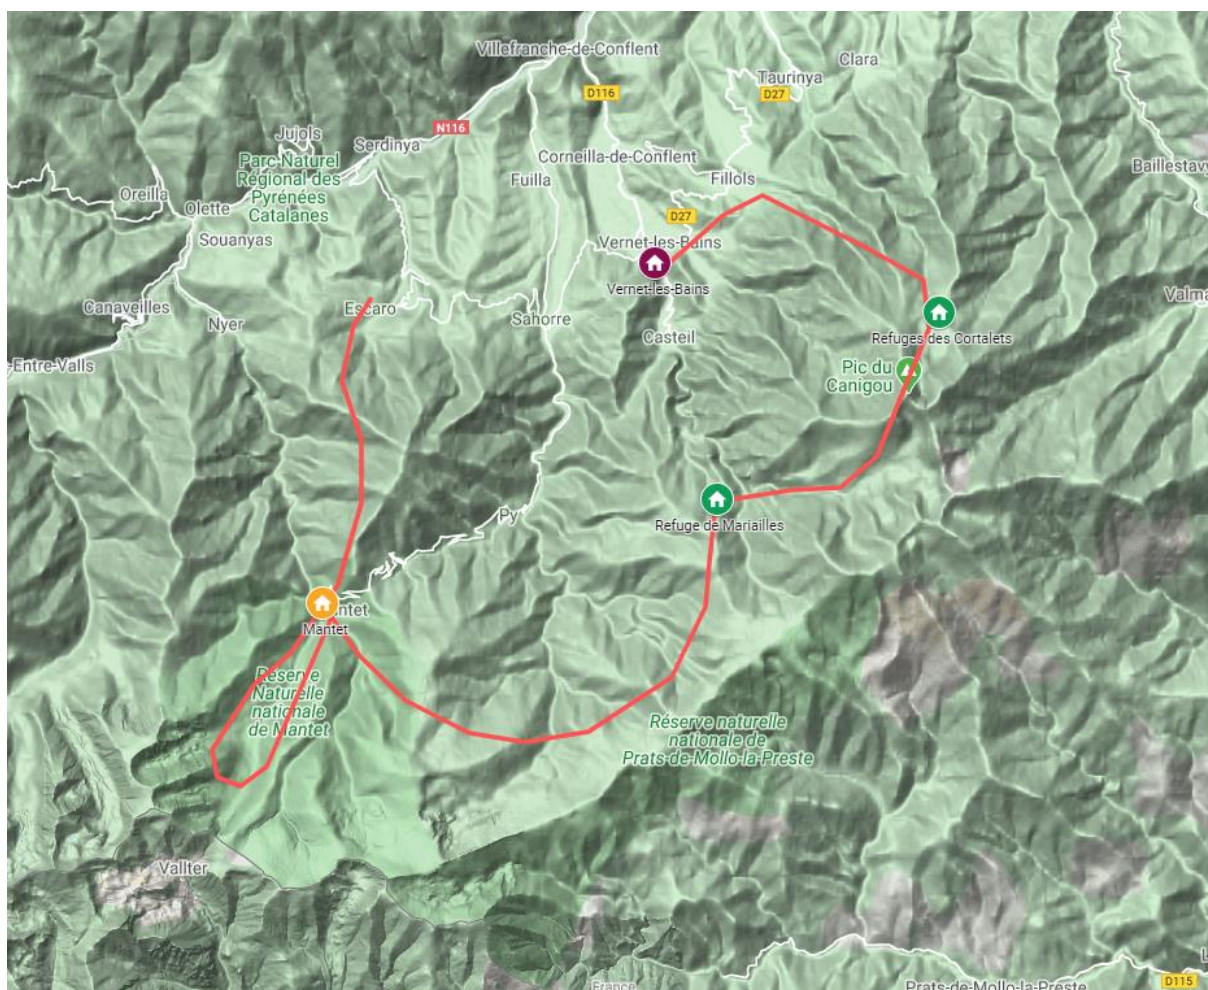 Villefranche-de-Conflent
Clara
Taurinya
D116
D27
N116
Jujols
Serdinya
Corneilla-de-Conflent
Parc Naturel
Régional des
Pyrénées
Catalanes
Baillestavy
Fuilla
Fillols
Oreilla
Olette
D27
Souanyas
Vernet-les-Bains
Vernet-les-Bains
Canaveilles
Escaro
Nyer
Sahorre
Casteil
Refuges des Cortalets
-Entre-Valls
Pic du
Canigou
Py
Refuge de Mariailles
Mantet
Réserve
Naturelle
nationale
de Mantet
Réserve naturelle
nationale de
Prats-de-Mollo-la-Preste
Vallter
France
Prats-de-Mollo-la-Preste
D115